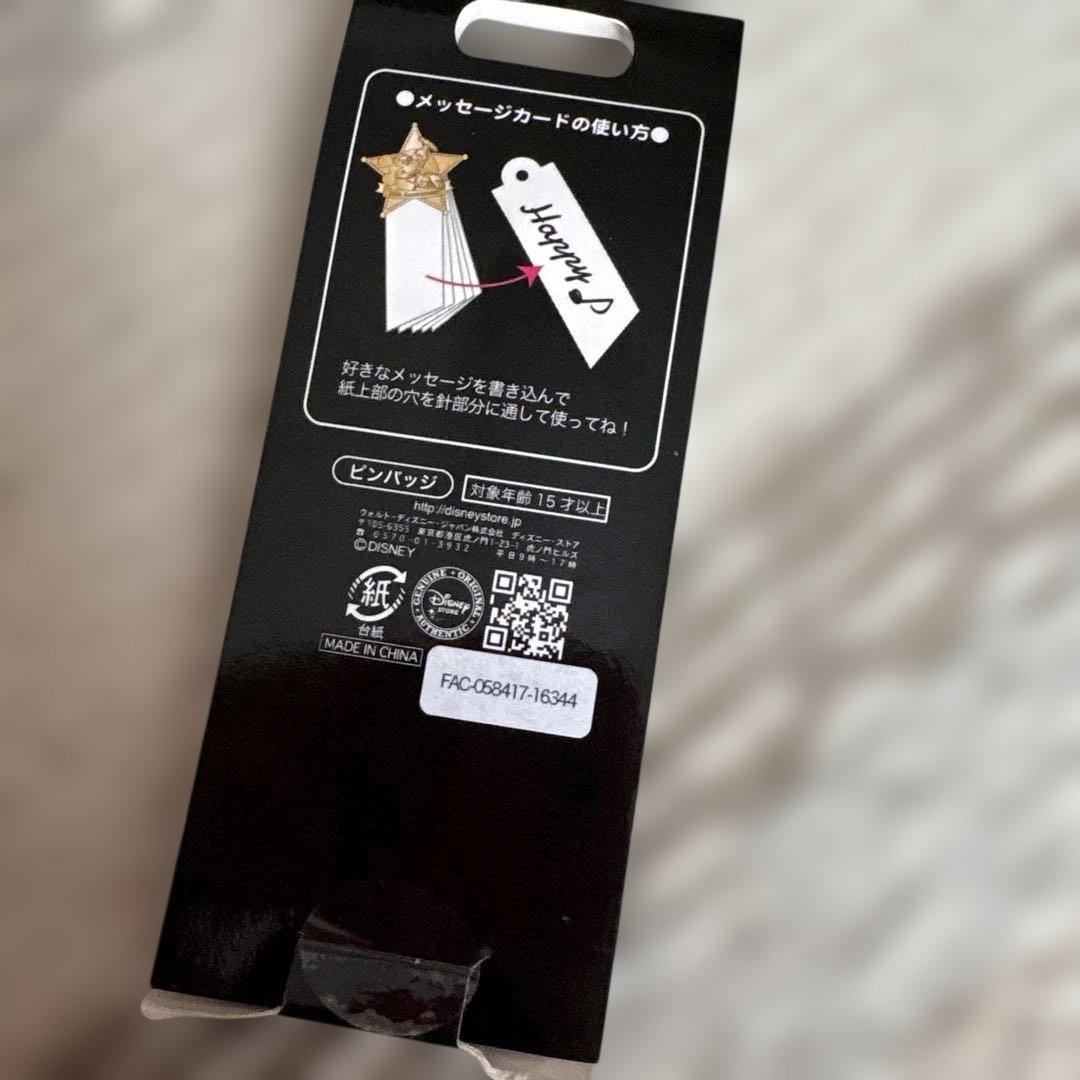 ●メッセージカードの使い方●
Happy♪
好きなメッセージを書き込んで
紙上部の穴を針部分に通して使ってね！
ピンバッジ
対象年齢15才以上
http://disneystore.jp
ウォルト・ディズニー・ジャパン株式会社 ディズニー・ストア
〒105-6355 東京都港区虎ノ門1-23-1 虎ノ門ヒルズ
☎0570-01-3932 平日9時〜17時
©DISNEY
紙
台紙
GENUINE • ORIGINAL • AUTHENTIC
Disney
STORE
MADE IN CHINA
FAC-058417-16344